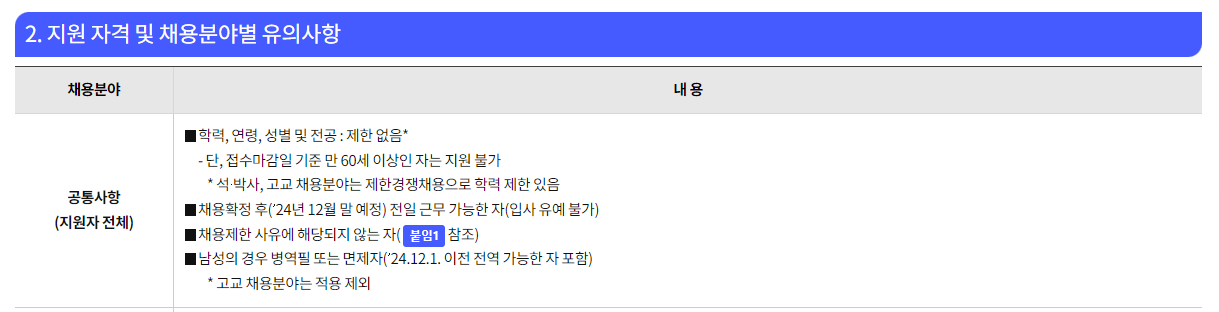 2. 지원 자격 및 채용분야별 유의사항
채용분야
내 용
공통사항
(지원자 전체)
■ 학력, 연령, 성별 및 전공 : 제한 없음*
- 단, 접수마감일 기준 만 60세 이상인 자는 지원 불가
* 석·박사, 고교 채용분야는 제한경쟁채용으로 학력 제한 있음
■ 채용확정 후(’24년 12월 말 예정) 전일 근무 가능한 자(입사 유예 불가)
■ 채용제한 사유에 해당되지 않는 자( 붙임1 참조)
■ 남성의 경우 병역필 또는 면제자(’24.12.1. 이전 전역 가능한 자 포함)
* 고교 채용분야는 적용 제외